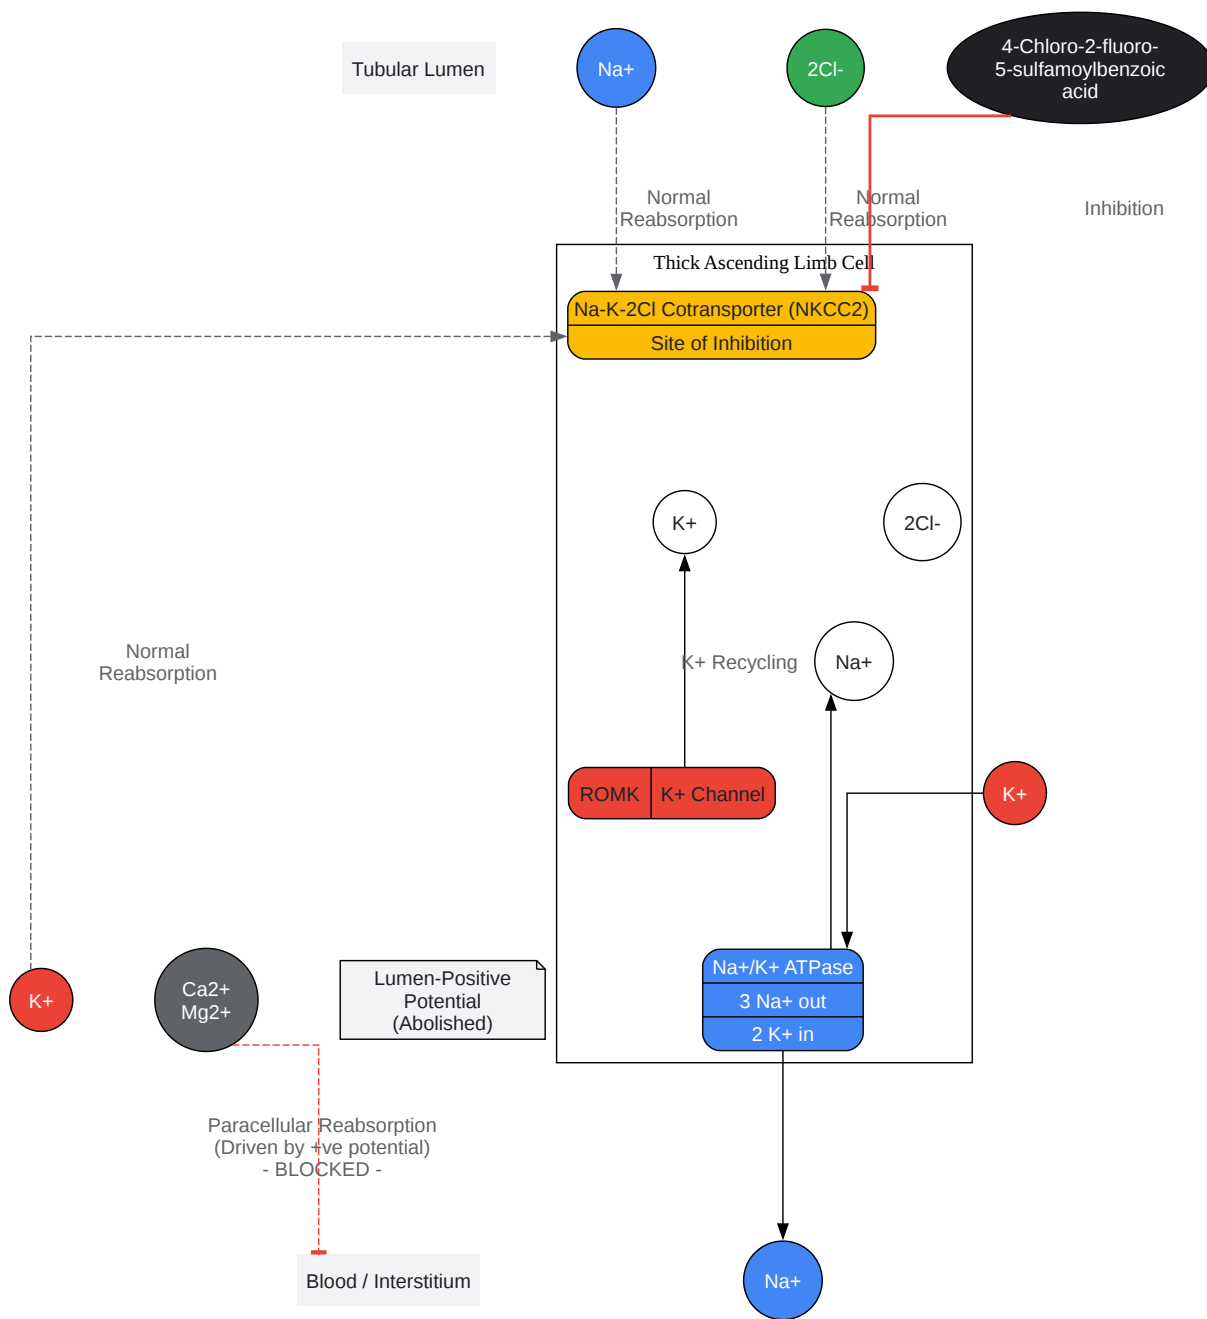 Tubular Lumen
Na+
2Cl-
4-Chloro-2-fluoro-
5-sulfamoylbenzoic
acid
Normal
Reabsorption
Normal
Reabsorption
Inhibition
Thick Ascending Limb Cell
Na-K-2Cl Cotransporter (NKCC2)
Site of Inhibition
K+
2Cl-
Normal
Reabsorption
K+ Recycling
Na+
ROMK
K+ Channel
K+
K+
Ca2+
Mg2+
Lumen-Positive
Potential
(Abolished)
Na+/K+ ATPase
3 Na+ out
2 K+ in
Paracellular Reabsorption
(Driven by +ve potential)
- BLOCKED -
Blood / Interstitium
Na+